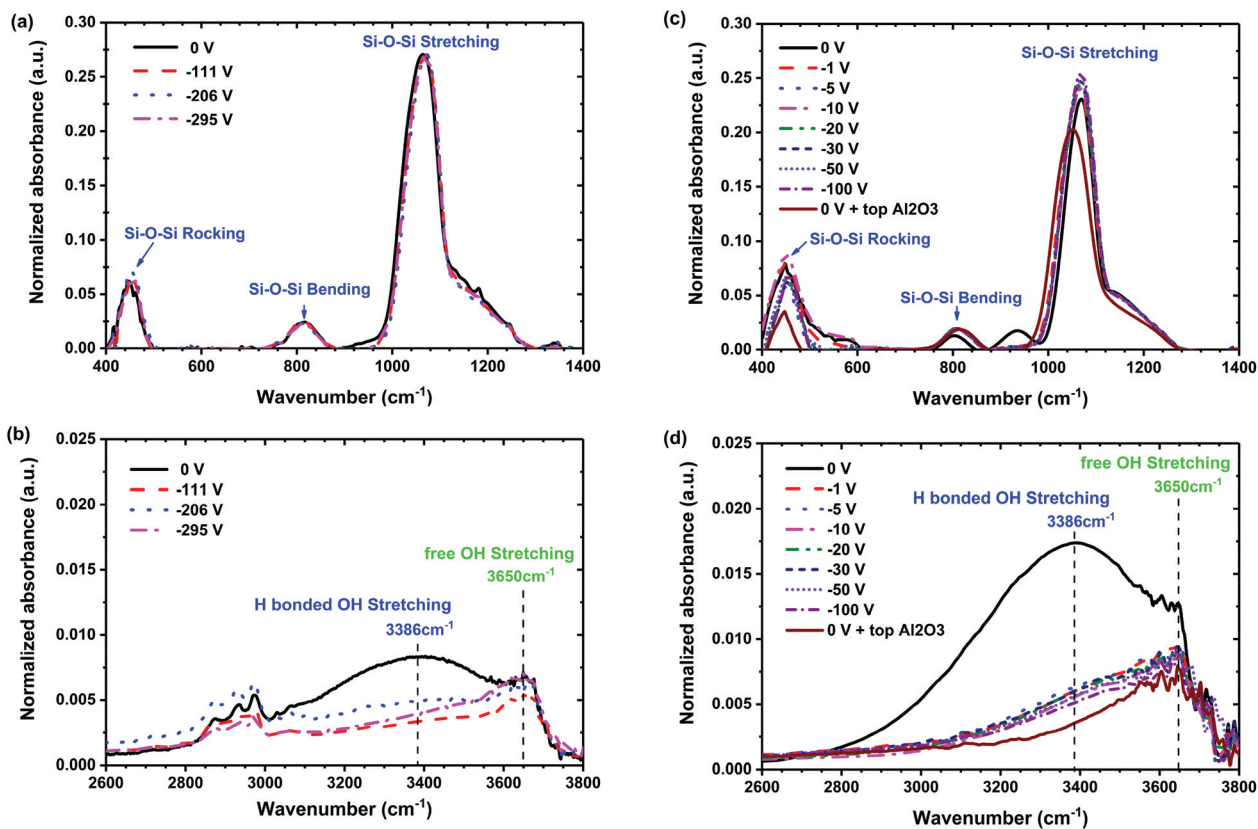 (a)
0.30
0.25
0.20
0.15
0.10
0.05
0.00
Normalized absorbance (a.u.)
0 V
-111 V
-206 V
-295 V
Si-O-Si Stretching
Si-O-Si Rocking
Si-O-Si Bending
400 600 800 1000 1200 1400
Wavenumber (cm-1)
(c)
0.30
0.25
0.20
0.15
0.10
0.05
0.00
Normalized absorbance (a.u.)
0 V
-1 V
-5 V
-10 V
-20 V
-30 V
-50 V
-100 V
0 V + top Al2O3
Si-O-Si Stretching
Si-O-Si Rocking
Si-O-Si Bending
400 600 800 1000 1200 1400
Wavenumber (cm-1)
(b)
0.025
0.020
0.015
0.010
0.005
0.000
Normalized absorbance (a.u.)
0 V
-111 V
-206 V
-295 V
free OH Stretching
3650cm-1
H bonded OH Stretching
3386cm-1
2600 3000 3400 3800
Wavenumber (cm-1)
(d)
0.025
0.020
0.015
0.010
0.005
0.000
Normalized absorbance (a.u.)
0 V
-1 V
-5 V
-10 V
-20 V
-30 V
-50 V
-100 V
0 V + top Al2O3
free OH Stretching
3650cm-1
H bonded OH Stretching
3386cm-1
2600 3000 3400 3800
Wavenumber (cm-1)